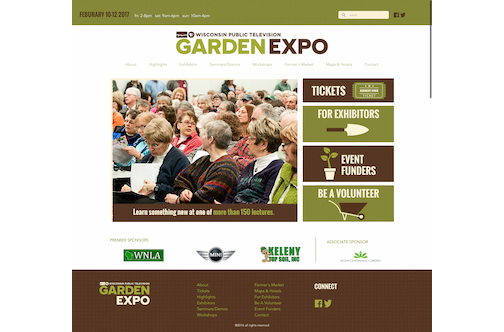 FEBURARY 10-12 2017 fri 2-8pm sat 9am-6pm sun 10am-4pm
WISCONSIN PUBLIC TELEVISION
GARDEN EXPO
About Highlights Exhibitors Seminars/Demos Workshops Farmer's Market Maps & Hotels Contact
TICKETS
FOR EXHIBITORS
EVENT
FUNDERS
BE A VOLUNTEER
Learn something new at one of more than 150 lectures.
PREMIER SPONSORS
ASSOCIATE SPONSOR
WNLA
MINI
KELENY
TOP SOIL, INC
WISCONSIN PUBLIC TELEVISION
GARDEN
EXPO
About
Tickets
Highlights
Exhibitors
Seminars/Demos
Workshops
Farmer's Market
Maps & Hotels
For Exhibitors
Be A Volunteer
Event Funders
Contact
CONNECT
©2016 all rights reserved